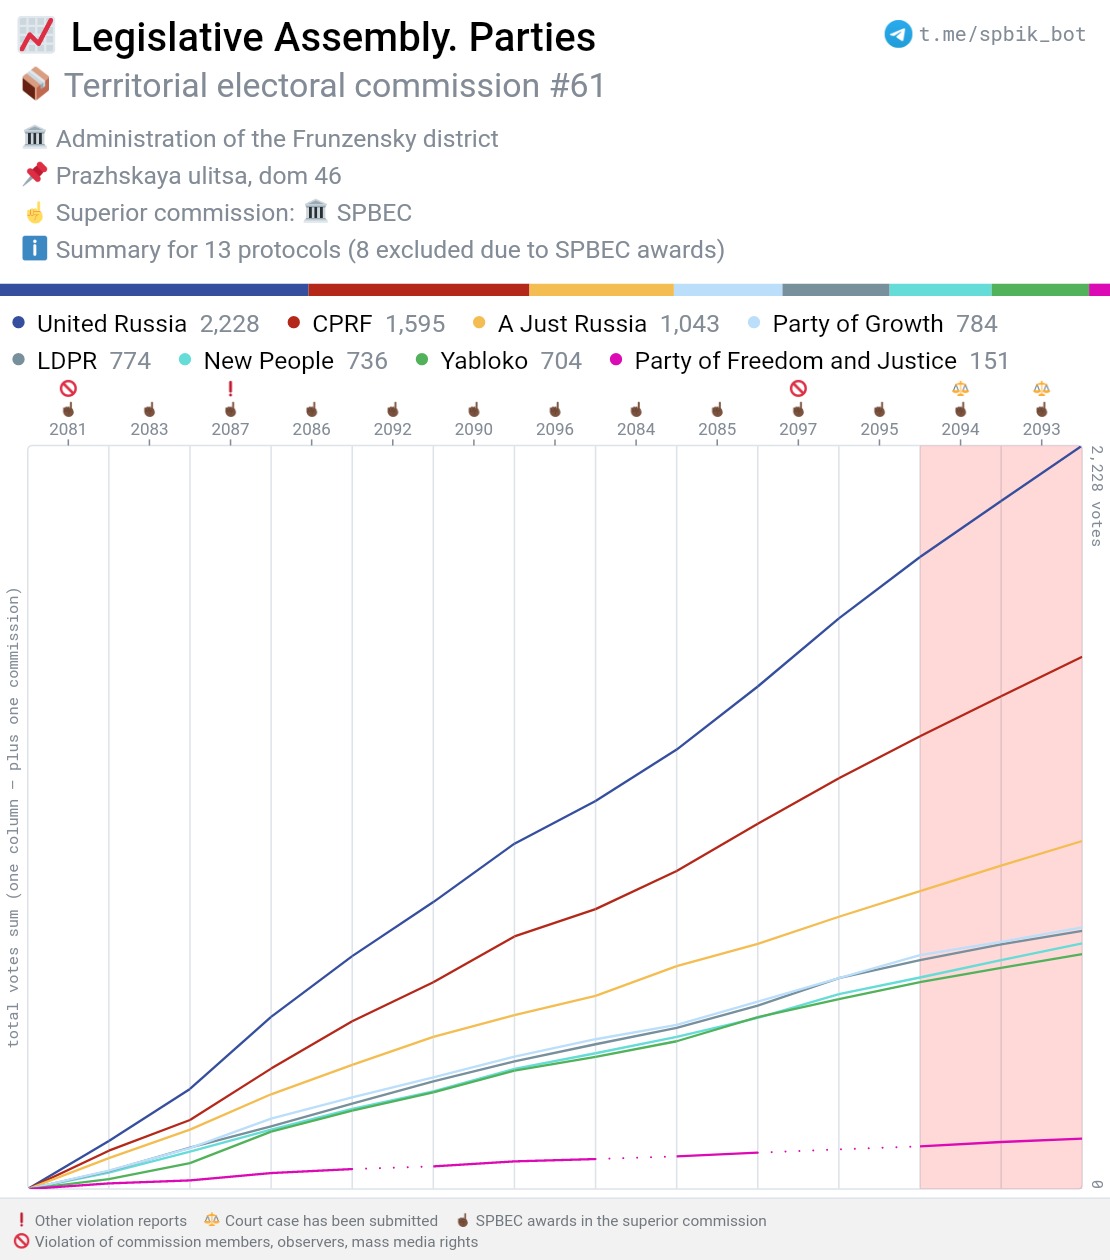 Legislative Assembly. Parties
t.me/spbik_bot
Territorial electoral commission #61
Administration of the Frunzensky district
Prazhskaya ulitsa, dom 46
Superior commission: SPBEC
Summary for 13 protocols (8 excluded due to SPBEC awards)
United Russia 2,228 CPRF 1,595 A Just Russia 1,043 Party of Growth 784
LDPR 774 New People 736 Yabloko 704 Party of Freedom and Justice 151
2081 2083 2087 2086 2092 2090 2096 2084 2085 2097 2095 2094 2093
2,228 votes
total votes sum (one column — plus one commission)
0
Other violation reports Court case has been submitted SPBEC awards in the superior commission
Violation of commission members, observers, mass media rights